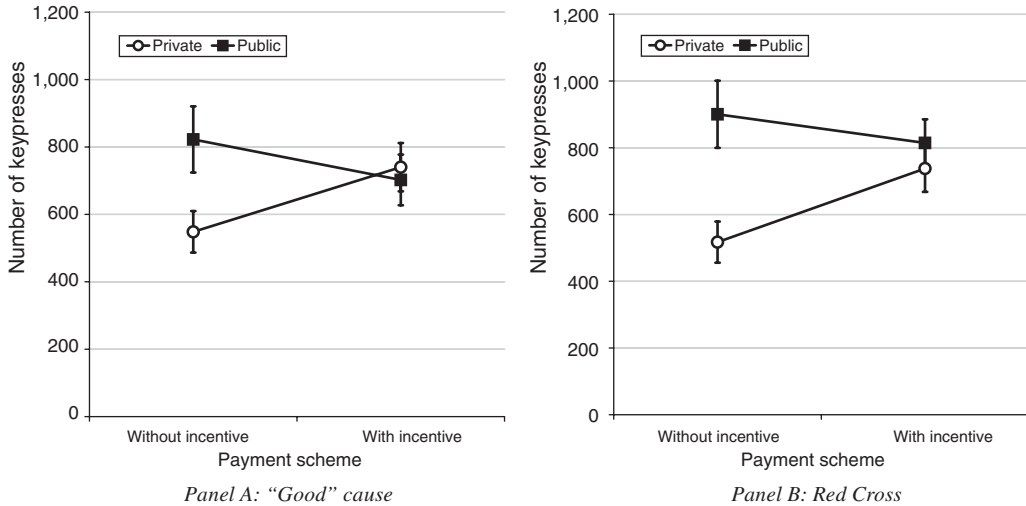 1,200
1,000
800
600
400
200
0
Number of keypresses
Private Public
Without incentive With incentive
Payment scheme
Panel A: “Good” cause
1,200
1,000
800
600
400
200
0
Number of keypresses
Private Public
Without incentive With incentive
Payment scheme
Panel B: Red Cross